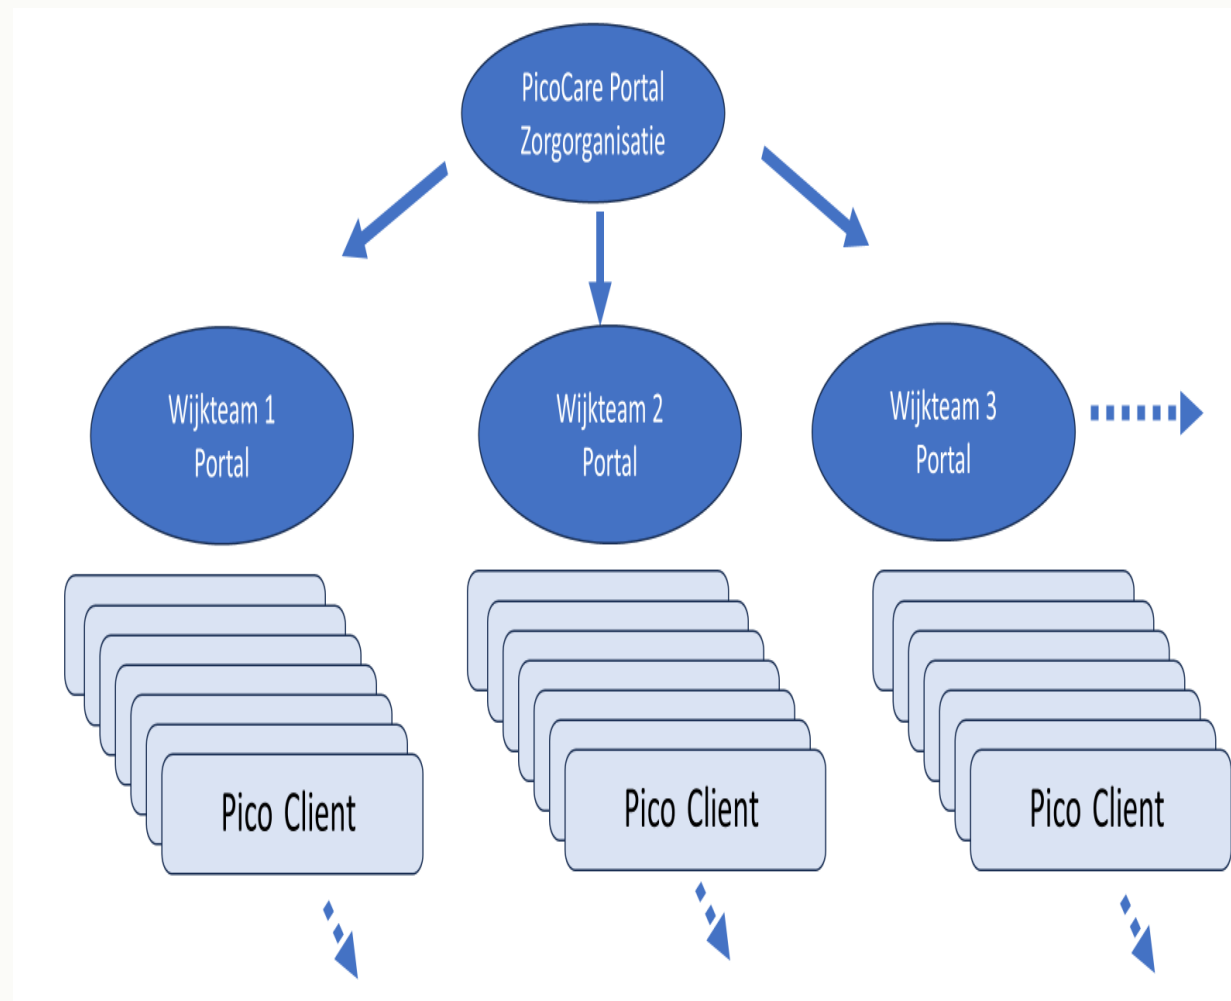 PicoCare Portal
Zorgorganisatie
Wijkteam 1
Portal
Wijkteam 2
Portal
Wijkteam 3
Portal
Pico Client
Pico Client
Pico Client